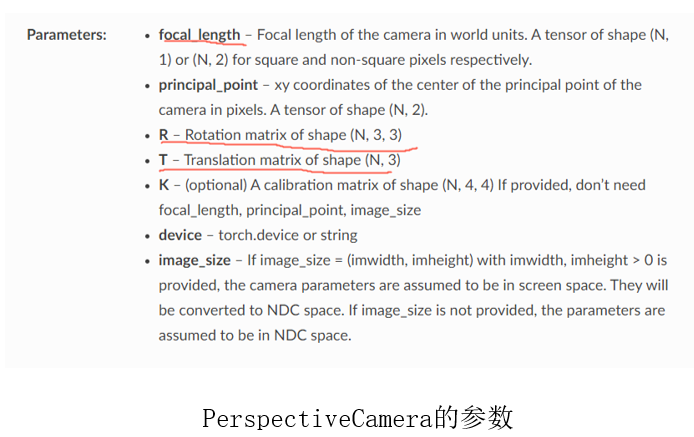 Parameters:
• focal_length – Focal length of the camera in world units. A tensor of shape (N,
1) or (N, 2) for square and non-square pixels respectively.
• principal_point – xy coordinates of the center of the principal point of the
camera in pixels. A tensor of shape (N, 2).
• R – Rotation matrix of shape (N, 3, 3)
• T – Translation matrix of shape (N, 3)
• K – (optional) A calibration matrix of shape (N, 4, 4) If provided, don’t need
focal_length, principal_point, image_size
• device – torch.device or string
• image_size – If image_size = (imwidth, imheight) with imwidth, imheight > 0 is
provided, the camera parameters are assumed to be in screen space. They will
be converted to NDC space. If image_size is not provided, the parameters are
assumed to be in NDC space.
PerspectiveCamera的参数